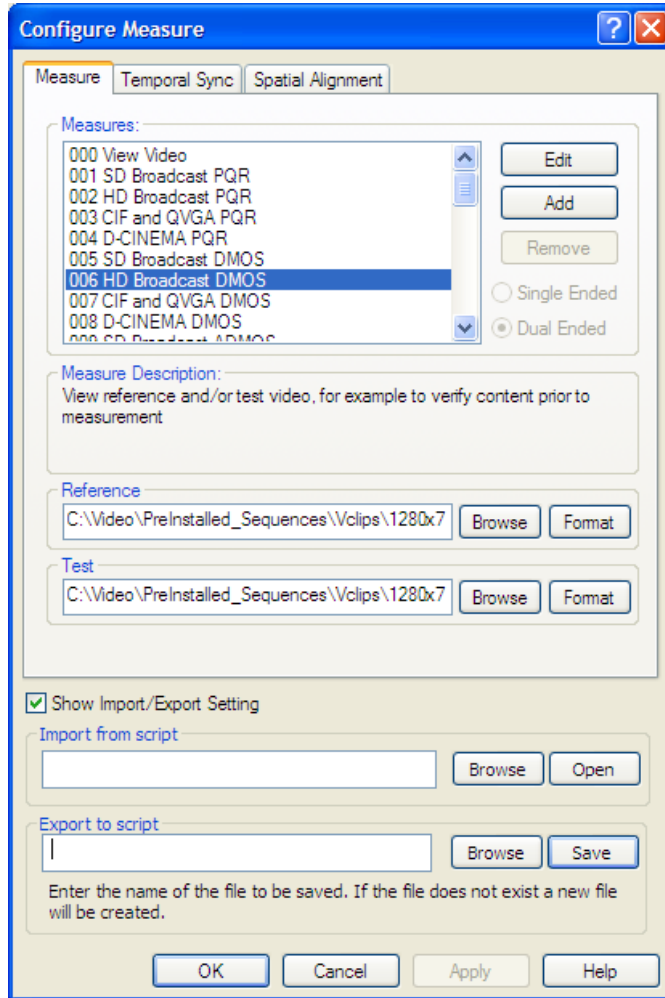 Configure Measure
Measure Temporal Sync Spatial Alignment
Measures:
000 View Video
001 SD Broadcast PQR
002 HD Broadcast PQR
003 CIF and QVGA PQR
004 D-CINEMA PQR
005 SD Broadcast DMOS
006 HD Broadcast DMOS
007 CIF and QVGA DMOS
008 D-CINEMA DMOS
009 SD Broadcast ADMOS
Edit
Add
Remove
Single Ended
Dual Ended
Measure Description:
View reference and/or test video, for example to verify content prior to
measurement
Reference
C:\Video\PreInstalled_Sequences\Vclips\1280x7 Browse Format
Test
C:\Video\PreInstalled_Sequences\Vclips\1280x7 Browse Format
Show Import/Export Setting
Import from script
Browse Open
Export to script
Browse Save
Enter the name of the file to be saved. If the file does not exist a new file
will be created.
OK Cancel Apply Help